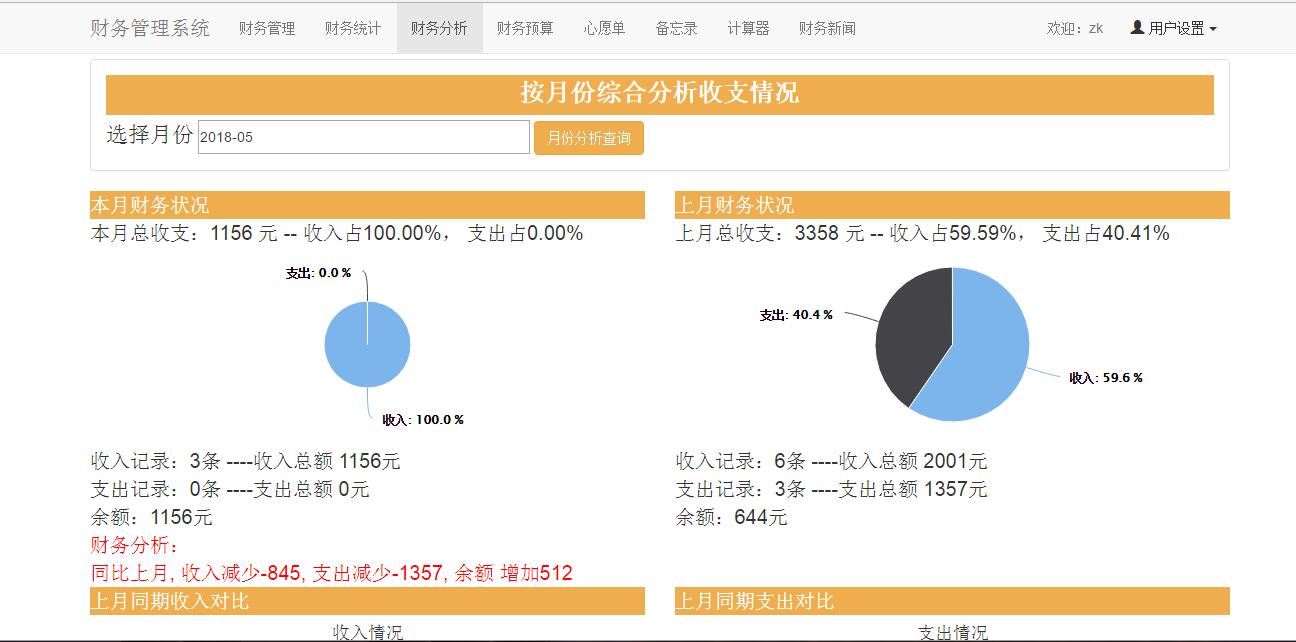 财务管理系统 财务管理 财务统计 财务分析 财务预算 心愿单 备忘录 计算器 财务新闻 欢迎：zk 用户设置
按月份综合分析收支情况
选择月份 2018-05 月份分析查询
本月财务状况
本月总收支：1156 元 -- 收入占100.00%， 支出占0.00%
支出: 0.0 %
收入: 100.0 %
收入记录：3条 ----收入总额 1156元
支出记录：0条 ----支出总额 0元
余额：1156元
财务分析：
同比上月, 收入减少-845, 支出减少-1357, 余额 增加512
上月财务状况
上月总收支：3358 元 -- 收入占59.59%， 支出占40.41%
支出: 40.4 %
收入: 59.6 %
收入记录：6条 ----收入总额 2001元
支出记录：3条 ----支出总额 1357元
余额：644元
上月同期收入对比
收入情况
上月同期支出对比
支出情况